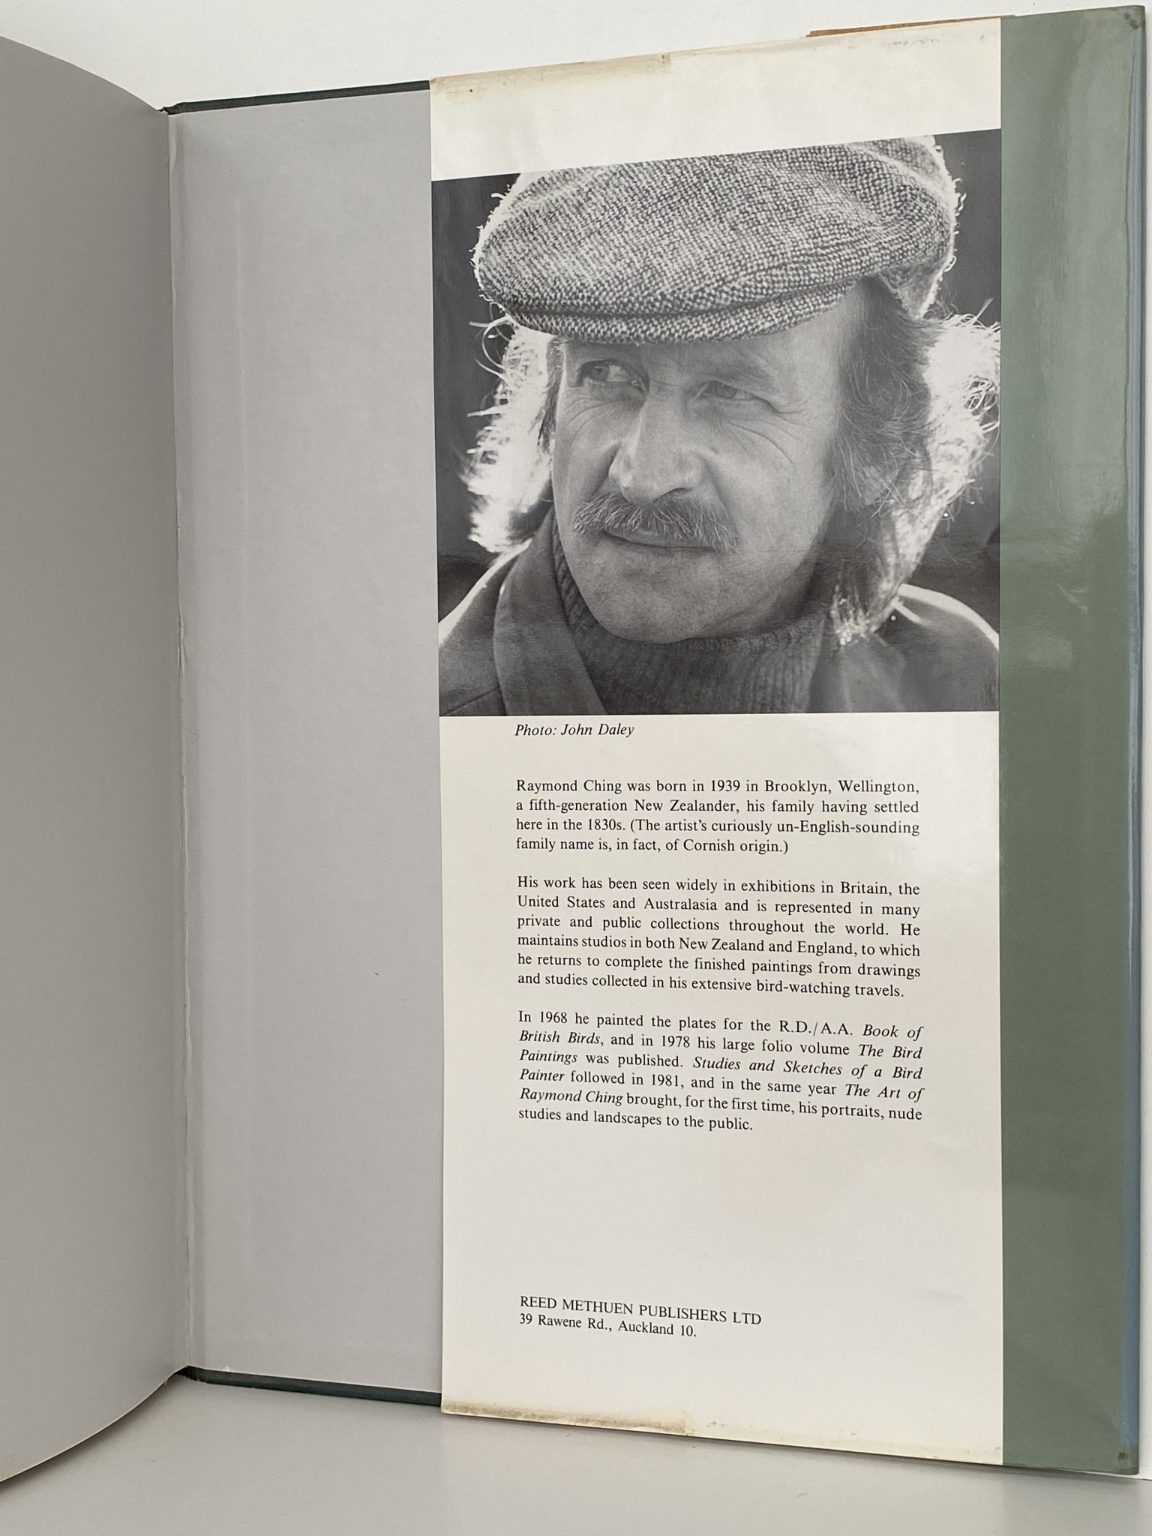 Photo: John Daley
Raymond Ching was born in 1939 in Brooklyn, Wellington,
a fifth-generation New Zealander, his family having settled
here in the 1830s. (The artist's curiously un-English-sounding
family name is, in fact, of Cornish origin.)
His work has been seen widely in exhibitions in Britain, the
United States and Australasia and is represented in many
private and public collections throughout the world. He
maintains studios in both New Zealand and England, to which
he returns to complete the finished paintings from drawings
and studies collected in his extensive bird-watching travels.
In 1968 he painted the plates for the R.D./A.A. Book of
British Birds, and in 1978 his large folio volume The Bird
Paintings was published. Studies and Sketches of a Bird
Painter followed in 1981, and in the same year The Art of
Raymond Ching brought, for the first time, his portraits, nude
studies and landscapes to the public.
REED METHUEN PUBLISHERS LTD
39 Rawene Rd., Auckland 10.